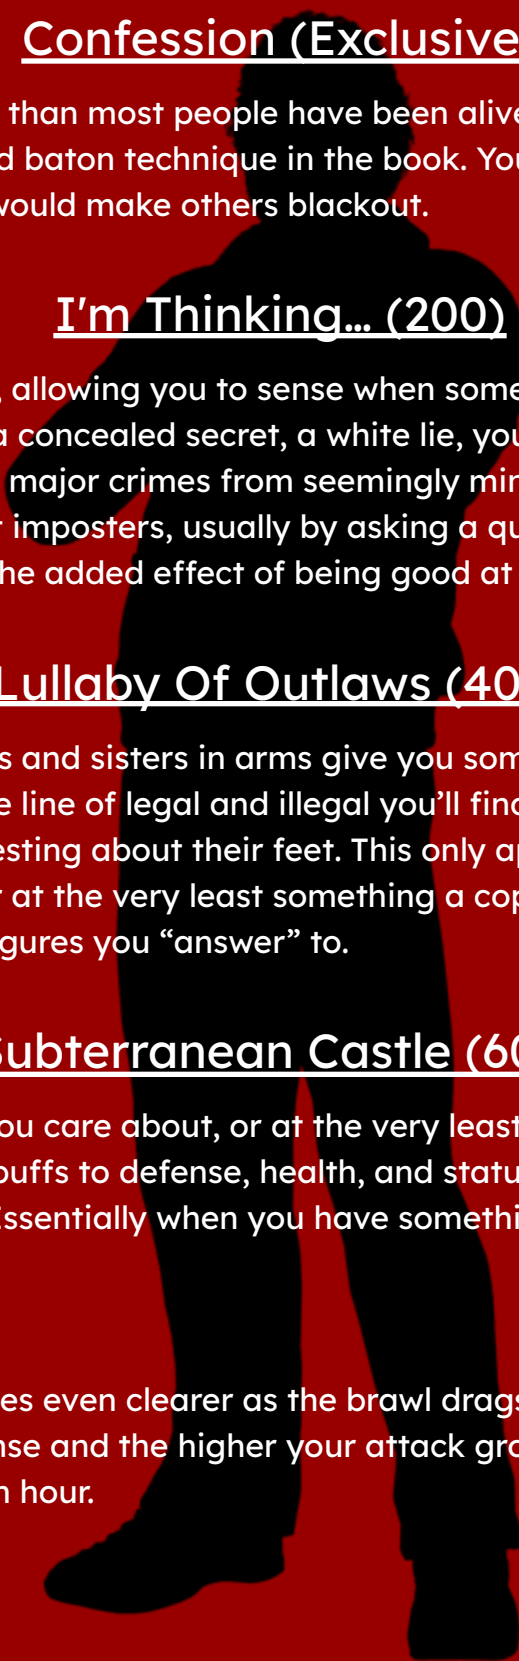 Confession (Exclusive
than most people have been alive
d baton technique in the book. You
would make others blackout.
I'm Thinking... (200)
, allowing you to sense when some
a concealed secret, a white lie, you
major crimes from seemingly min
t imposters, usually by asking a qu
he added effect of being good at
Lullaby Of Outlaws (40
s and sisters in arms give you som
e line of legal and illegal you’ll find
esting about their feet. This only ap
r at the very least something a cop
gures you “answer” to.
Subterranean Castle (60
ou care about, or at the very least
buffs to defense, health, and statu
Essentially when you have somethi
es even clearer as the brawl drags
nse and the higher your attack gro
n hour.